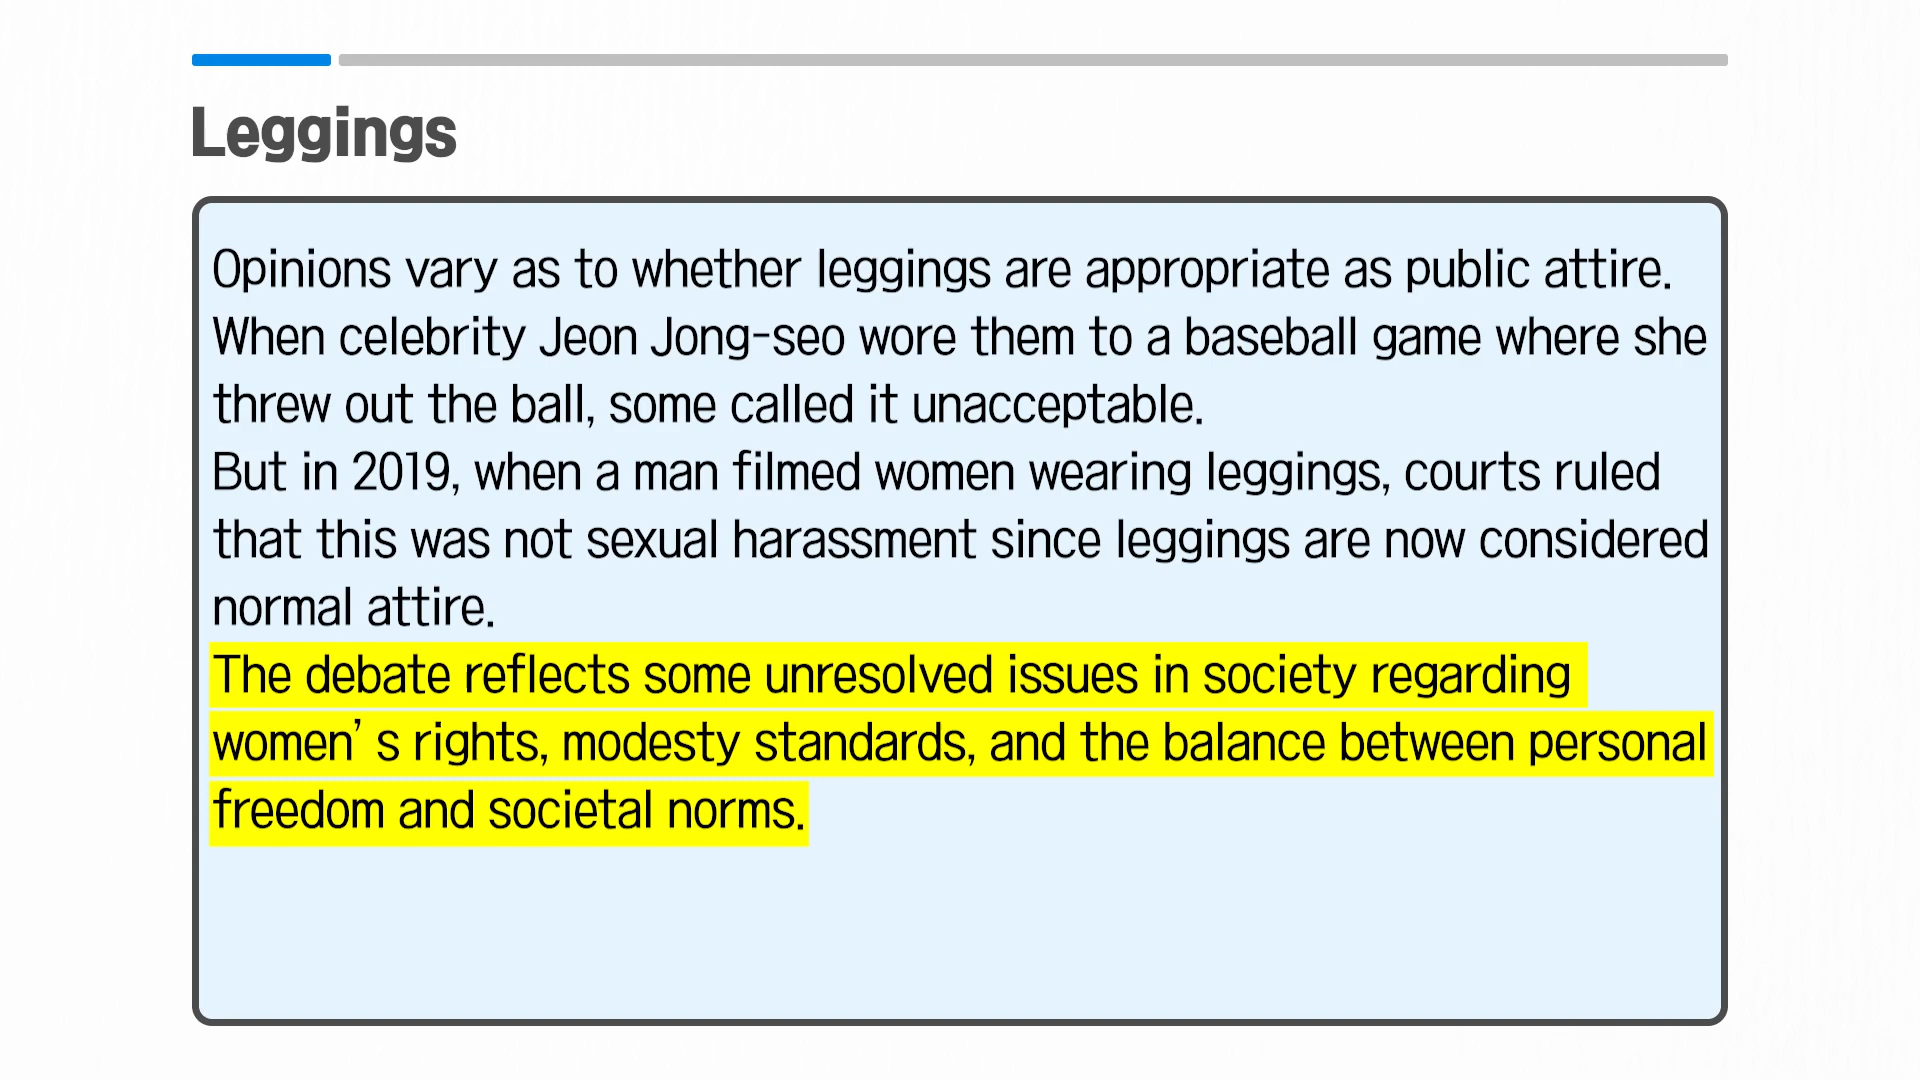 Leggings
Opinions vary as to whether leggings are appropriate as public attire.
When celebrity Jeon Jong-seo wore them to a baseball game where she
threw out the ball, some called it unacceptable.
But in 2019, when a man filmed women wearing leggings, courts ruled
that this was not sexual harassment since leggings are now considered
normal attire.
The debate reflects some unresolved issues in society regarding
women’ s rights, modesty standards, and the balance between personal
freedom and societal norms.